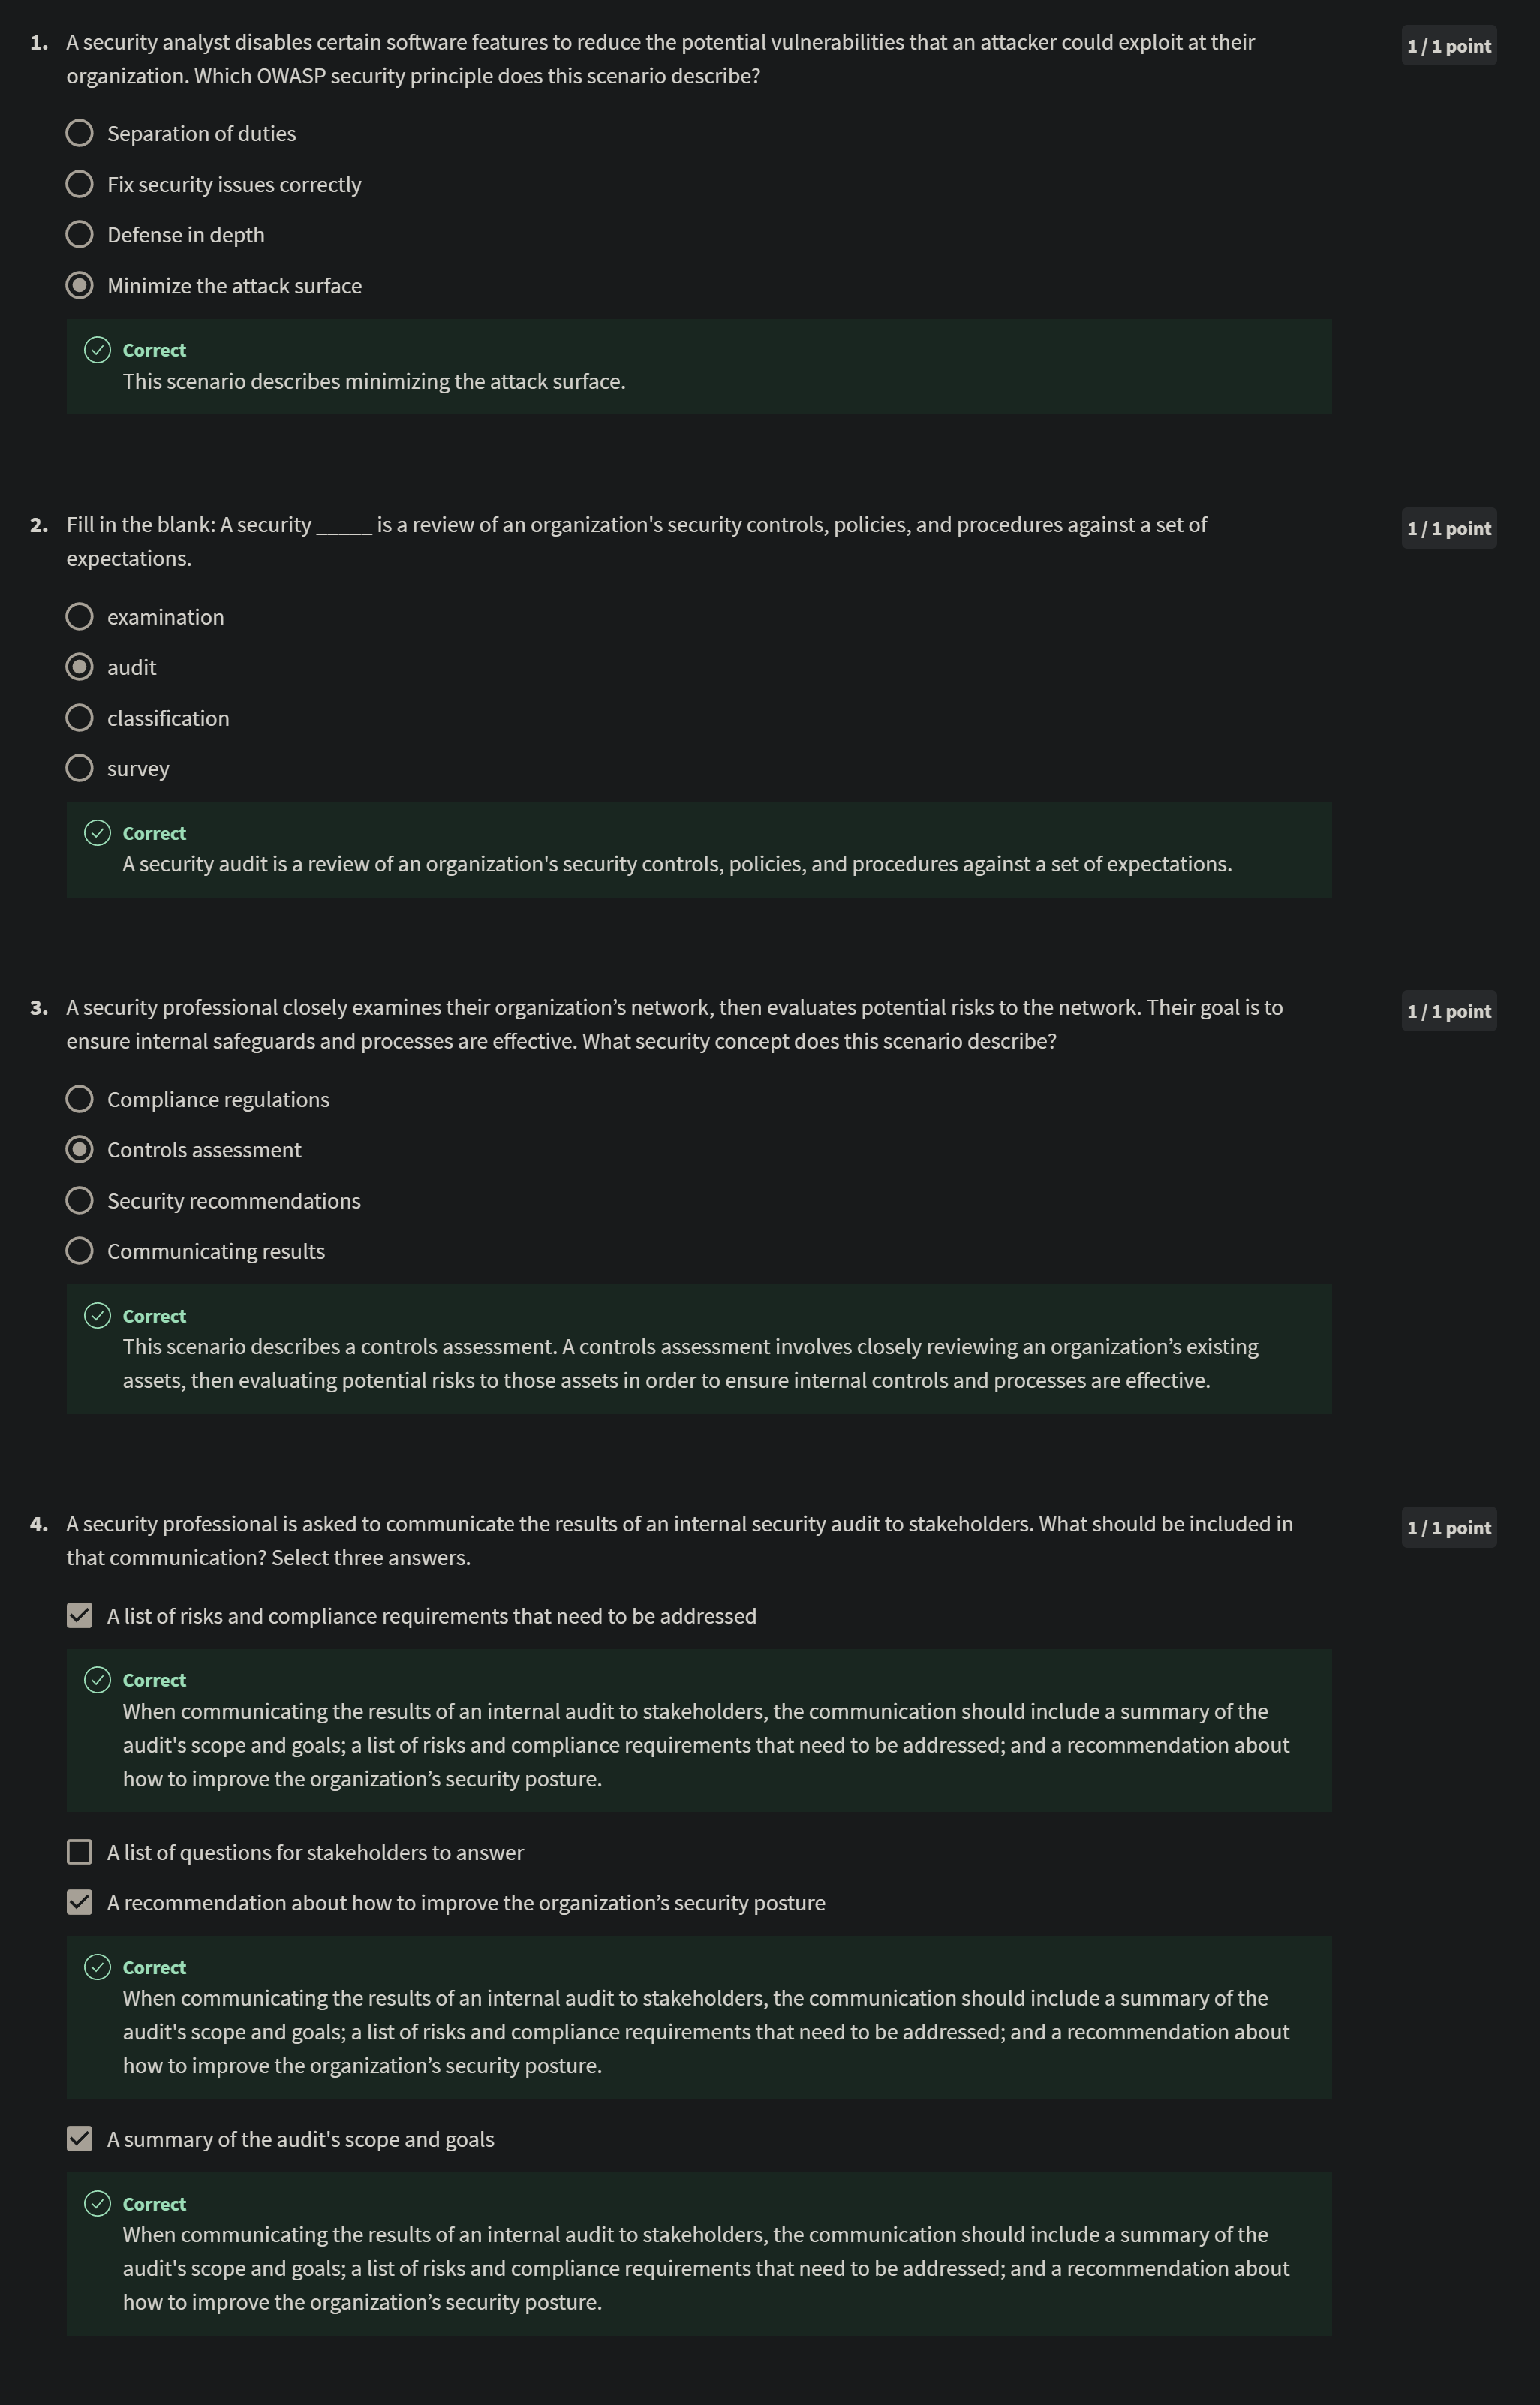 1. A security analyst disables certain software features to reduce the potential vulnerabilities that an attacker could exploit at their
organization. Which OWASP security principle does this scenario describe?
1 / 1 point
Separation of duties
Fix security issues correctly
Defense in depth
Minimize the attack surface
Correct
This scenario describes minimizing the attack surface.
2. Fill in the blank: A security _____ is a review of an organization's security controls, policies, and procedures against a set of
expectations.
1 / 1 point
examination
audit
classification
survey
Correct
A security audit is a review of an organization's security controls, policies, and procedures against a set of expectations.
3. A security professional closely examines their organization’s network, then evaluates potential risks to the network. Their goal is to
ensure internal safeguards and processes are effective. What security concept does this scenario describe?
1 / 1 point
Compliance regulations
Controls assessment
Security recommendations
Communicating results
Correct
This scenario describes a controls assessment. A controls assessment involves closely reviewing an organization’s existing
assets, then evaluating potential risks to those assets in order to ensure internal controls and processes are effective.
4. A security professional is asked to communicate the results of an internal security audit to stakeholders. What should be included in
that communication? Select three answers.
1 / 1 point
A list of risks and compliance requirements that need to be addressed
Correct
When communicating the results of an internal audit to stakeholders, the communication should include a summary of the
audit's scope and goals; a list of risks and compliance requirements that need to be addressed; and a recommendation about
how to improve the organization’s security posture.
A list of questions for stakeholders to answer
A recommendation about how to improve the organization’s security posture
Correct
When communicating the results of an internal audit to stakeholders, the communication should include a summary of the
audit's scope and goals; a list of risks and compliance requirements that need to be addressed; and a recommendation about
how to improve the organization’s security posture.
A summary of the audit's scope and goals
Correct
When communicating the results of an internal audit to stakeholders, the communication should include a summary of the
audit's scope and goals; a list of risks and compliance requirements that need to be addressed; and a recommendation about
how to improve the organization’s security posture.